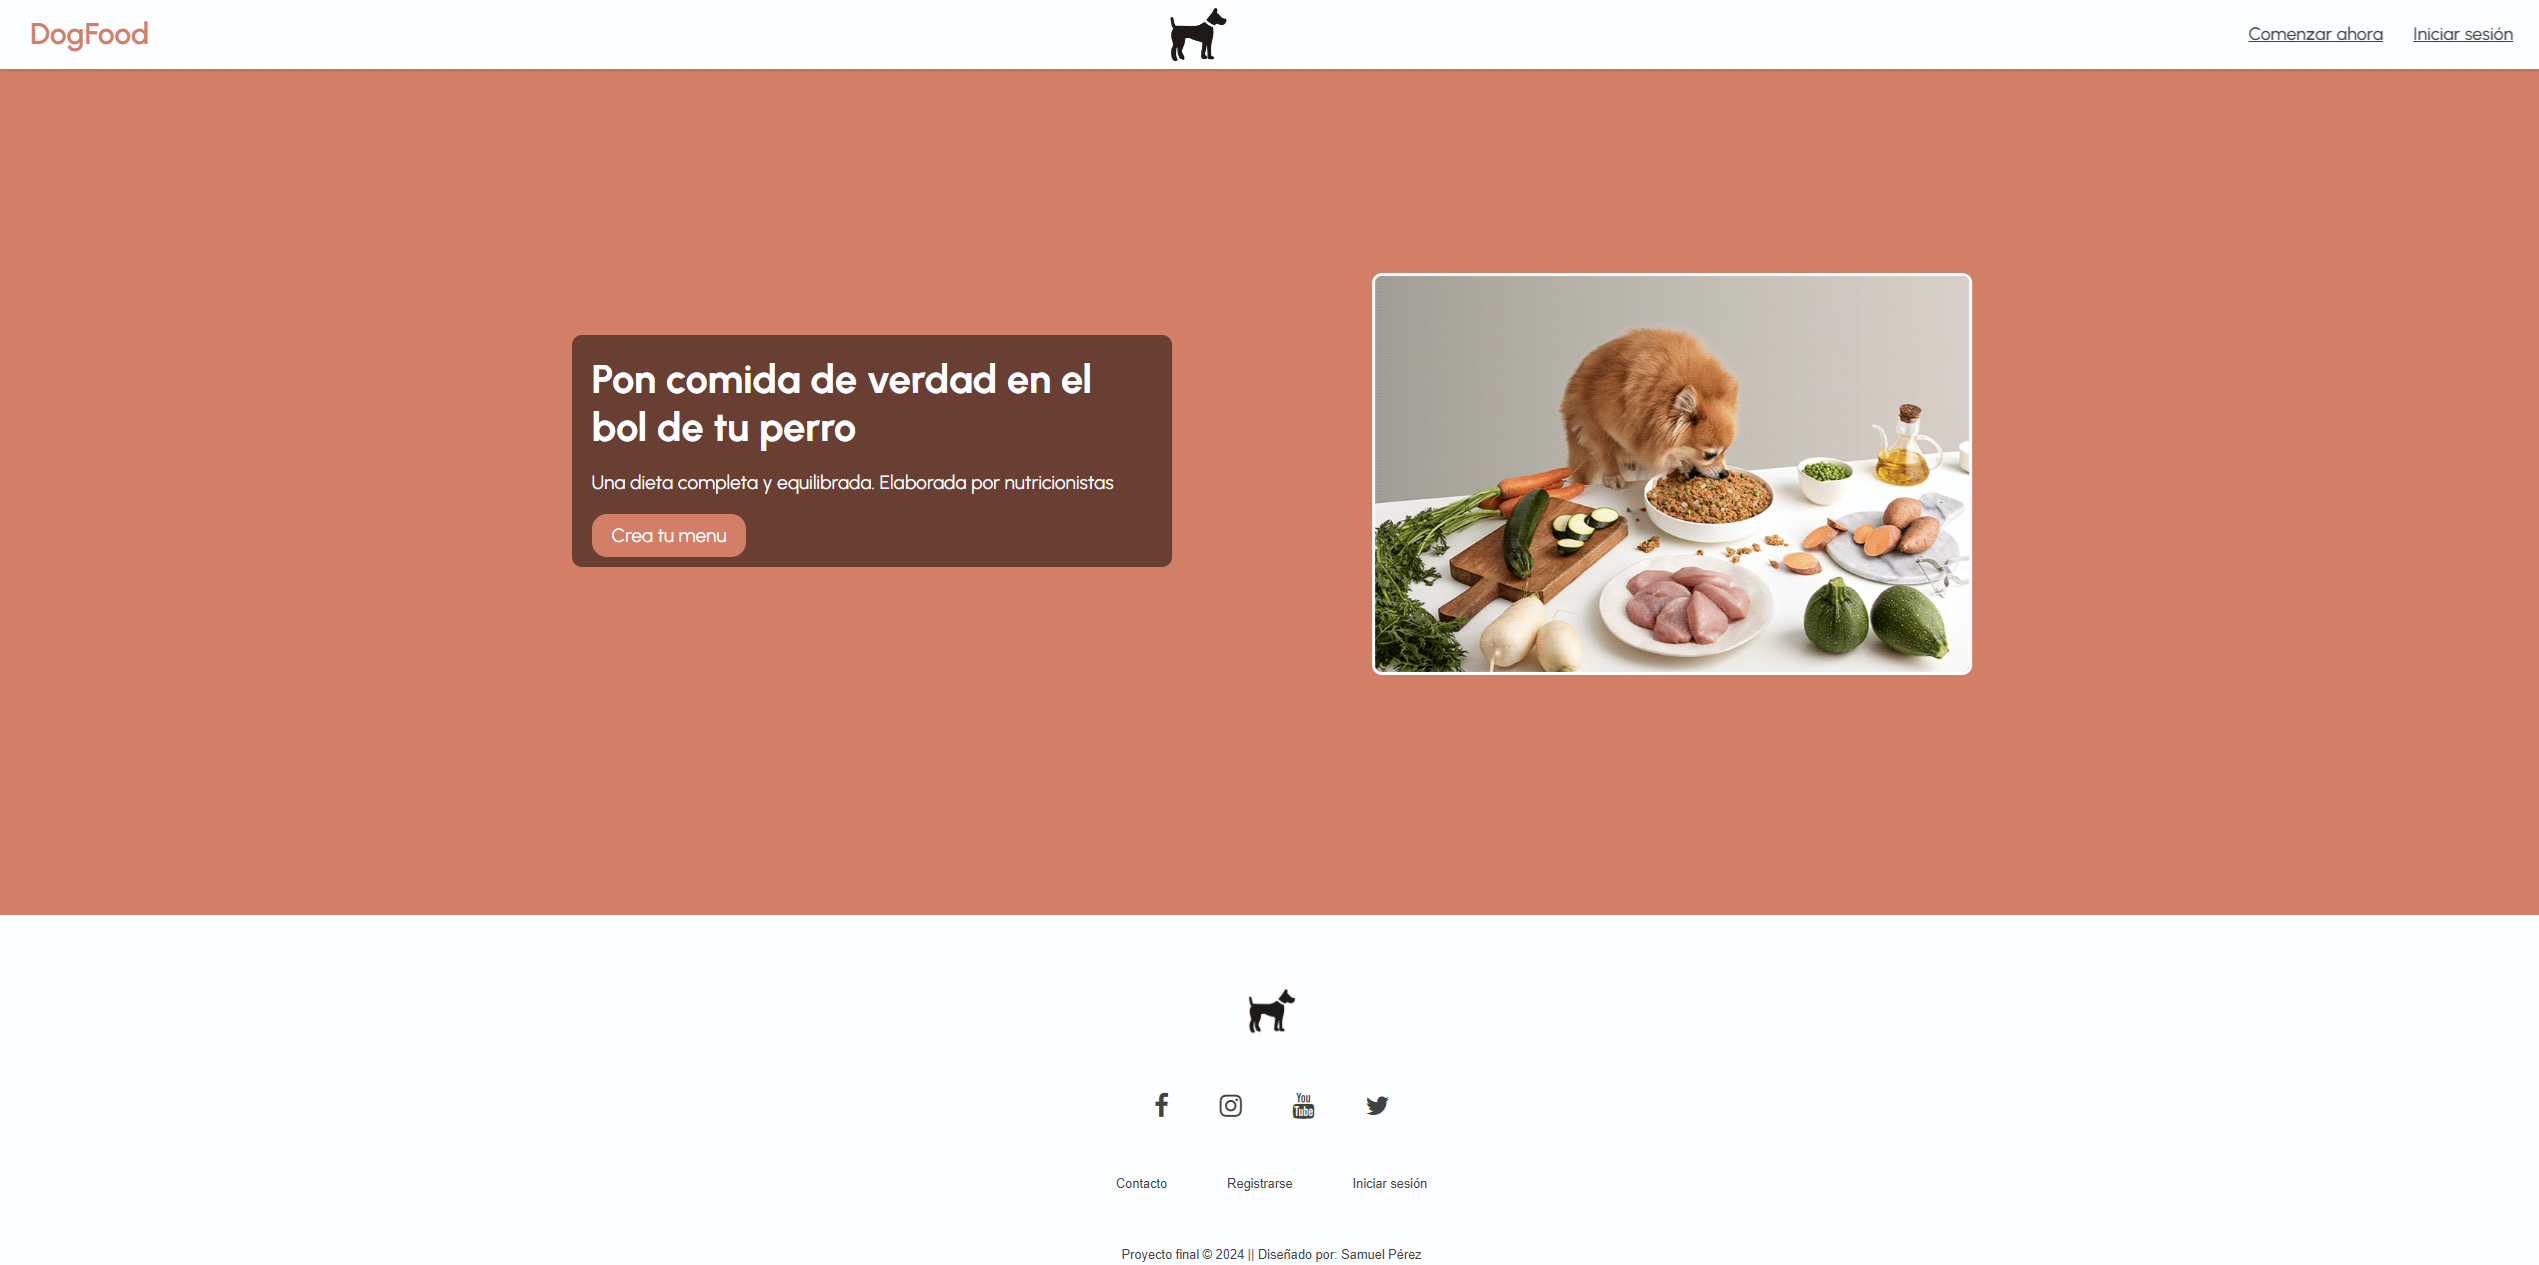 DogFood
Comenzar ahora
Iniciar sesión
Pon comida de verdad en el
bol de tu perro
Una dieta completa y equilibrada. Elaborada por nutricionistas
Crea tu menu
You
Tube
Contacto
Registrarse
Iniciar sesión
Proyecto final © 2024 || Diseñado por: Samuel Pérez